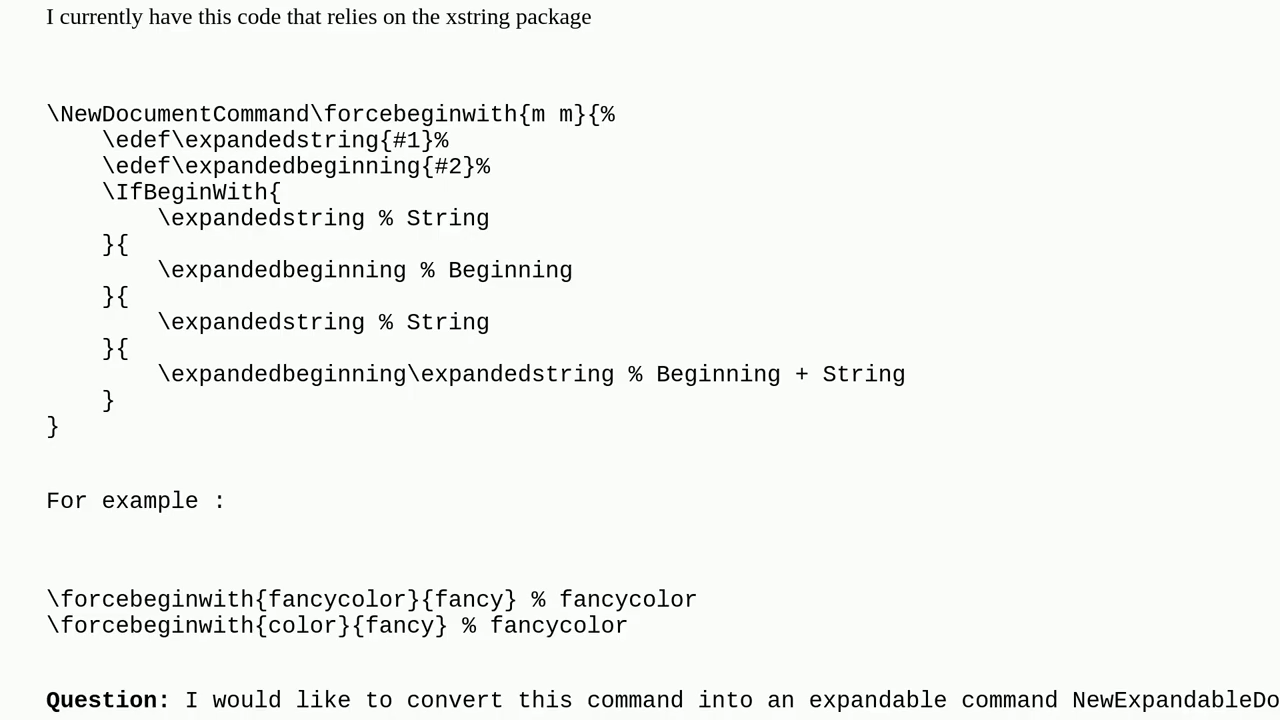 I currently have this code that relies on the xstring package
\NewDocumentCommand\forcebeginwith{m m}{%
\edef\expandedstring{#1}%
\edef\expandedbeginning{#2}%
\IfBeginWith{
\expandedstring % String
}{
\expandedbeginning % Beginning
}{
\expandedstring % String
}{
\expandedbeginning\expandedstring % Beginning + String
}
}
For example :
\forcebeginwith{fancycolor}{fancy} % fancycolor
\forcebeginwith{color}{fancy} % fancycolor
Question: I would like to convert this command into an expandable command NewExpandableDo